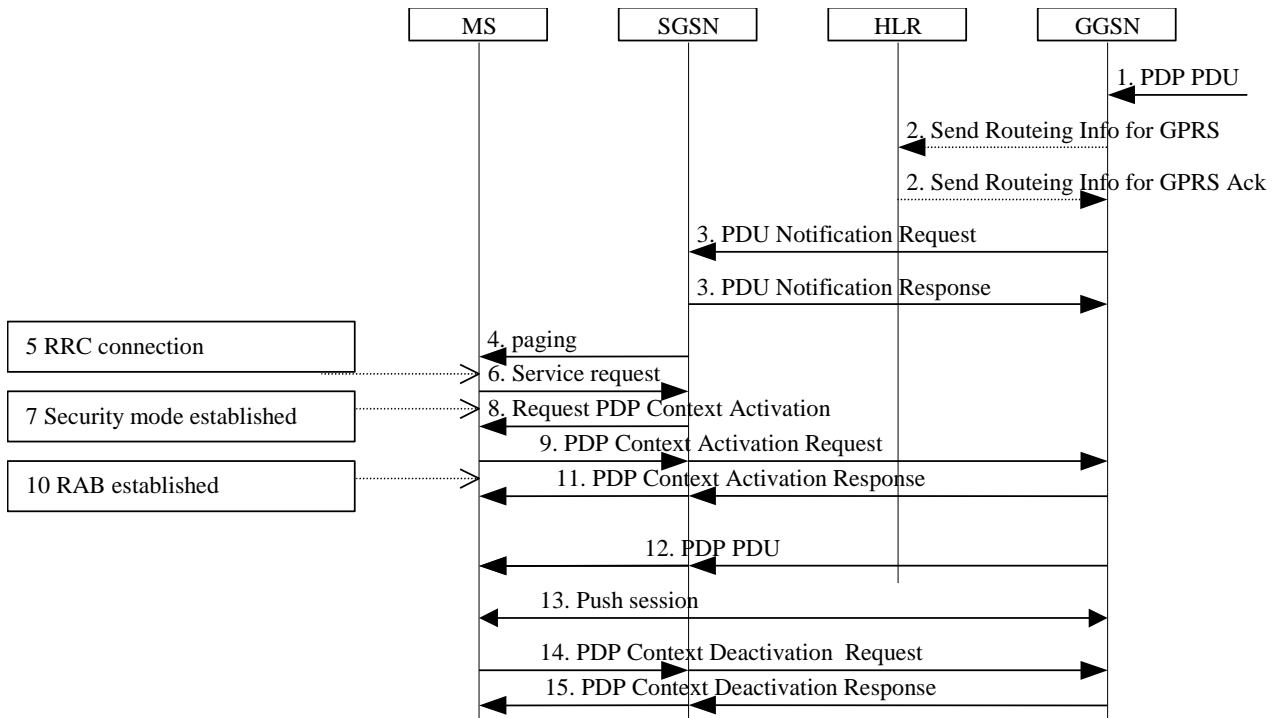 MS SGSN HLR GGSN
1. PDP PDU
2. Send Routeing Info for GPRS
2. Send Routeing Info for GPRS Ack
3. PDU Notification Request
3. PDU Notification Response
4. paging
5 RRC connection
6. Service request
7 Security mode established
8. Request PDP Context Activation
9. PDP Context Activation Request
10 RAB established
11. PDP Context Activation Response
12. PDP PDU
13. Push session
14. PDP Context Deactivation Request
15. PDP Context Deactivation Response